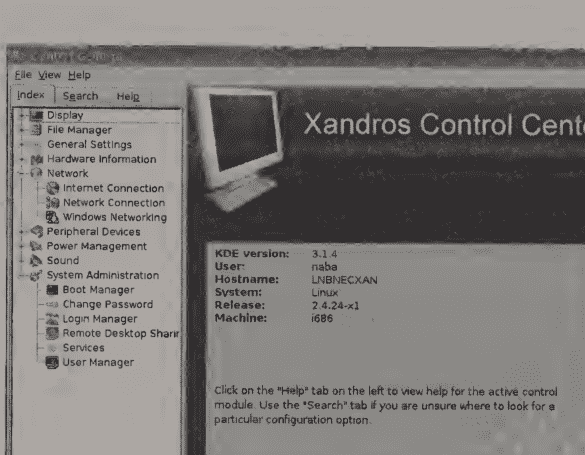 File View Help
Index Search Help
Display
File Manager
General Settings
Hardware Information
Network
Internet Connection
Network Connection
Windows Networking
Peripheral Devices
Power Management
Sound
System Administration
Boot Manager
Change Password
Login Manager
Remote Desktop Sharin
Services
User Manager
Xandros Control Cente
KDE version: 3.1.4
User: naba
Hostname: LNBNECXAN
System: Linux
Release: 2.4.24-x1
Machine: i686
Click on the "Help" tab on the left to view help for the active control
module. Use the "Search" tab if you are unsure where to look for a
particular configuration option.